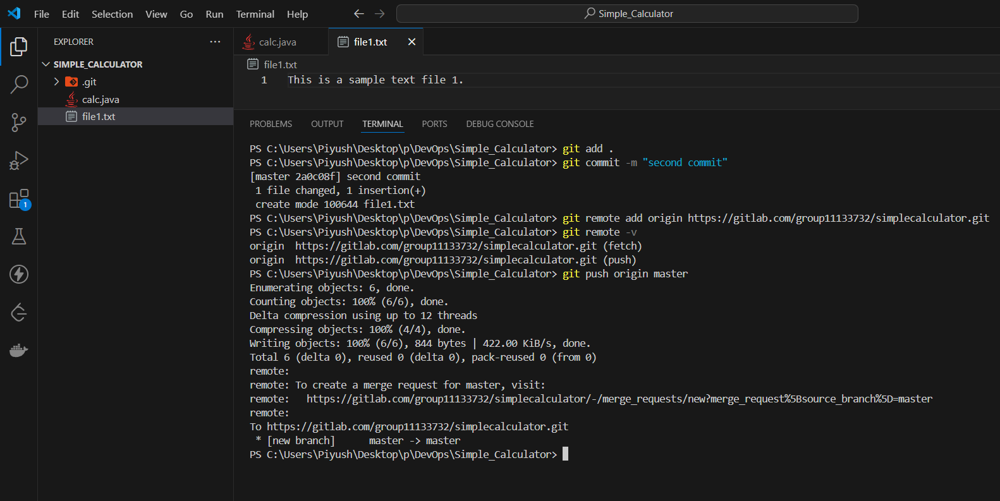 File Edit Selection View Go Run Terminal Help
Simple_Calculator
EXPLORER
SIMPLE_CALCULATOR
.git
calc.java
file1.txt
1
calc.java
file1.txt
file1.txt
1 This is a sample text file 1.
PROBLEMS OUTPUT TERMINAL PORTS DEBUG CONSOLE
PS C:\Users\Piyush\Desktop\p\DevOps\Simple_Calculator> git add .
PS C:\Users\Piyush\Desktop\p\DevOps\Simple_Calculator> git commit -m "second commit"
[master 2a0c08f] second commit
 1 file changed, 1 insertion(+)
 create mode 100644 file1.txt
PS C:\Users\Piyush\Desktop\p\DevOps\Simple_Calculator> git remote add origin https://gitlab.com/group11133732/simplecalculator.git
PS C:\Users\Piyush\Desktop\p\DevOps\Simple_Calculator> git remote -v
origin  https://gitlab.com/group11133732/simplecalculator.git (fetch)
origin  https://gitlab.com/group11133732/simplecalculator.git (push)
PS C:\Users\Piyush\Desktop\p\DevOps\Simple_Calculator> git push origin master
Enumerating objects: 6, done.
Counting objects: 100% (6/6), done.
Delta compression using up to 12 threads
Compressing objects: 100% (4/4), done.
Writing objects: 100% (6/6), 844 bytes | 422.00 KiB/s, done.
Total 6 (delta 0), reused 0 (delta 0), pack-reused 0 (from 0)
remote:
remote: To create a merge request for master, visit:
remote:   https://gitlab.com/group11133732/simplecalculator/-/merge_requests/new?merge_request%5Bsource_branch%5D=master
remote:
To https://gitlab.com/group11133732/simplecalculator.git
 * [new branch]      master -> master
PS C:\Users\Piyush\Desktop\p\DevOps\Simple_Calculator>